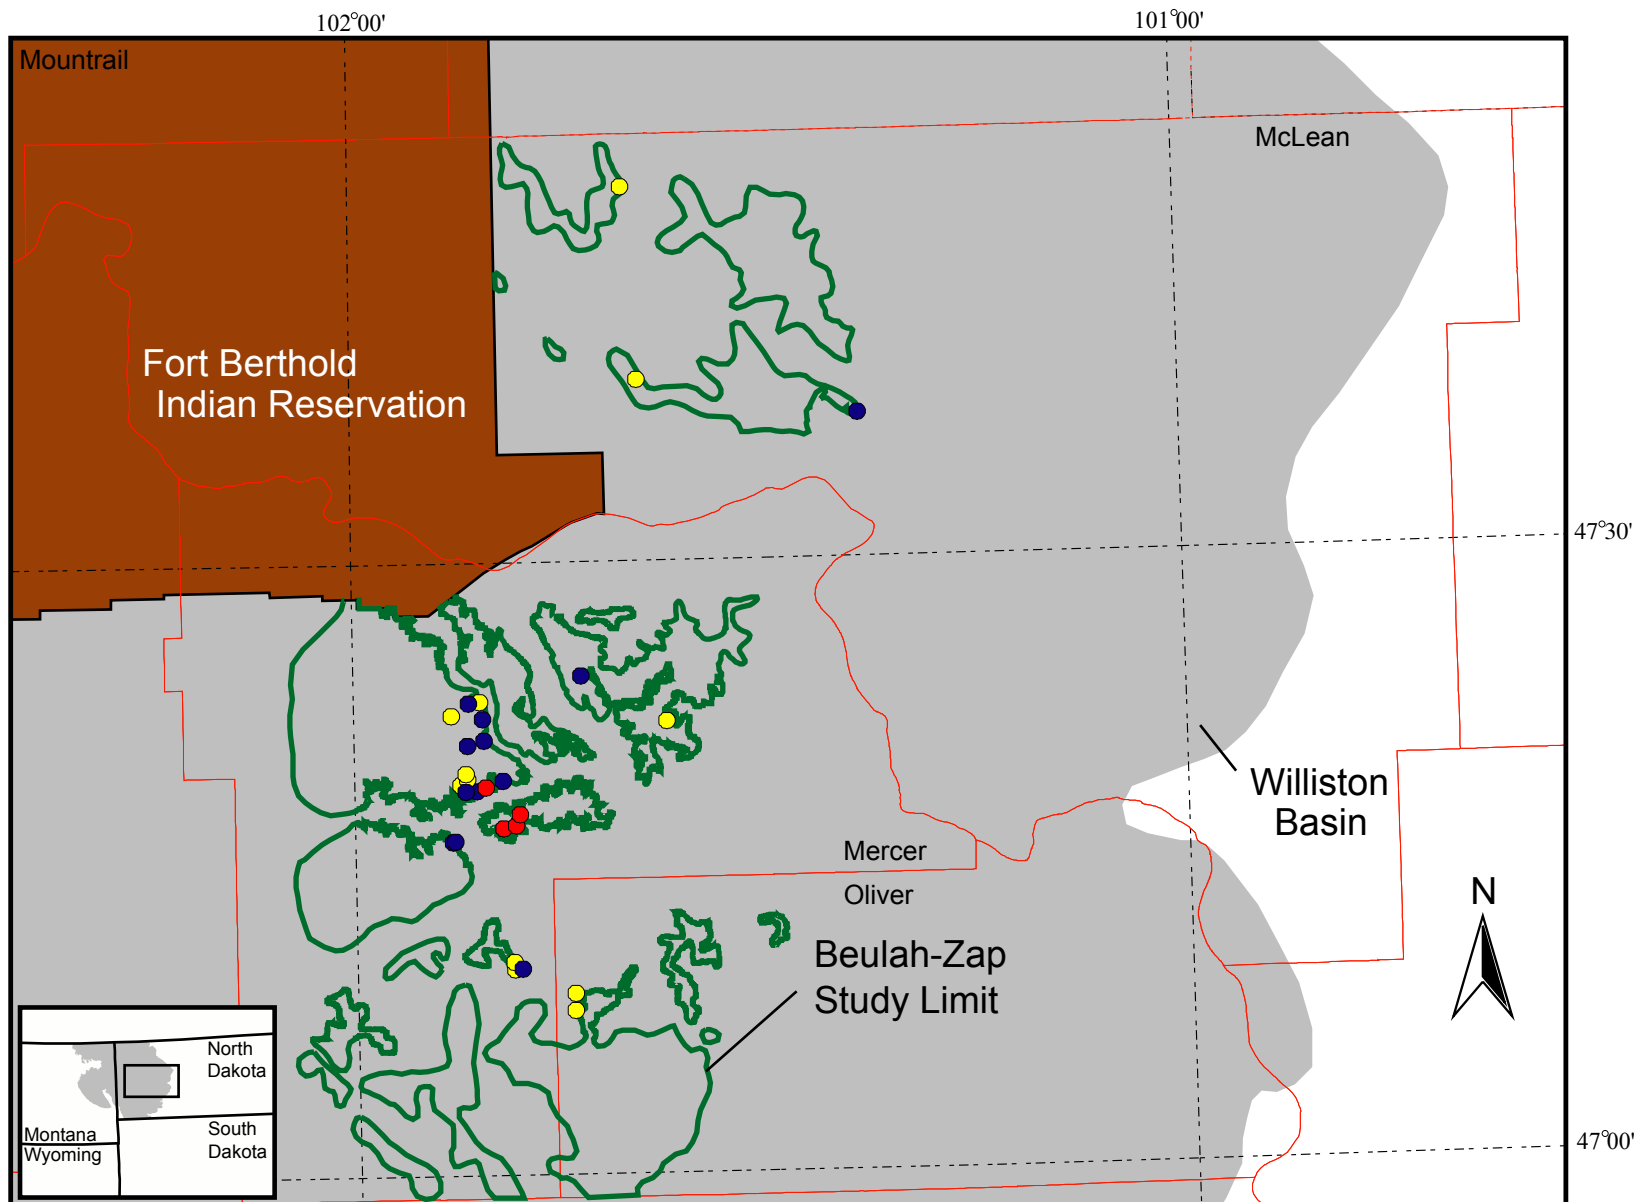 102°00'
101°00'
Mountrail
McLean
Fort Berthold
Indian Reservation
47°30'
Williston
Basin
Mercer
Oliver
N
Beulah-Zap
Study Limit
North
Dakota
South
Dakota
Montana
Wyoming
47°00'